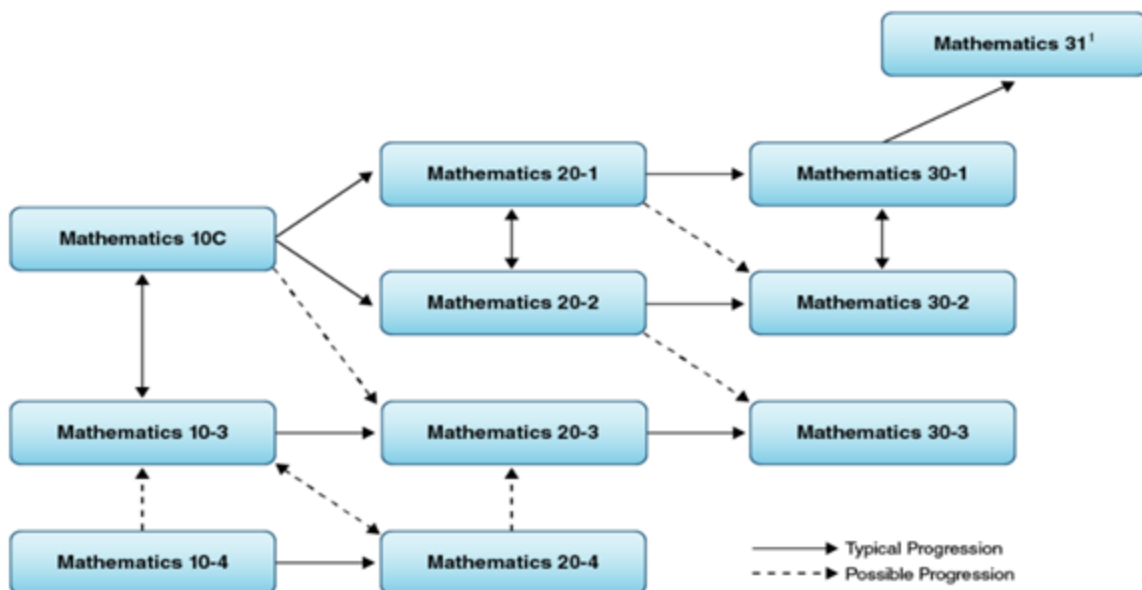 Mathematics 31¹
Mathematics 20-1
Mathematics 30-1
Mathematics 10C
Mathematics 20-2
Mathematics 30-2
Mathematics 10-3
Mathematics 20-3
Mathematics 30-3
Mathematics 10-4
Mathematics 20-4
Typical Progression
Possible Progression